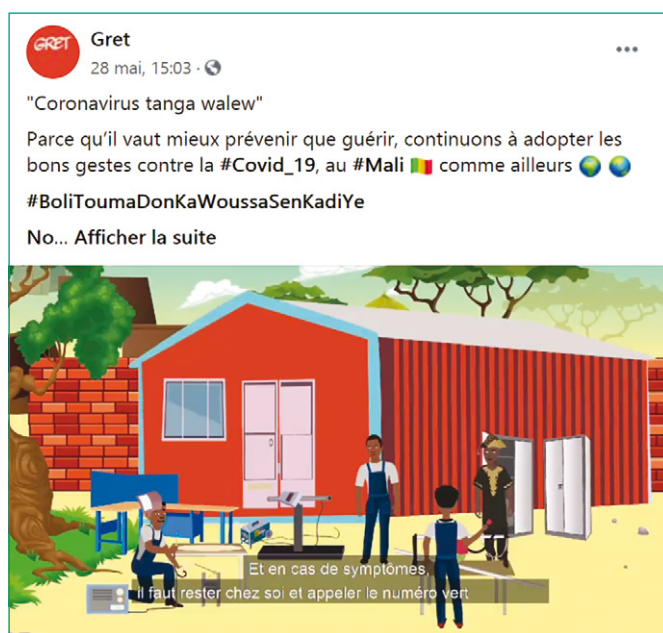 GRET
Gret
28 mai, 15:03 ·
"Coronavirus tanga walew"
Parce qu'il vaut mieux prévenir que guérir, continuons à adopter les
bons gestes contre la #Covid_19, au #Mali 🇲🇱 comme ailleurs 🌍 🌏
#BoliToumaDonKaWoussaSenKadiYe
No... Afficher la suite
Et en cas de symptômes,
il faut rester chez soi et appeler le numéro vert